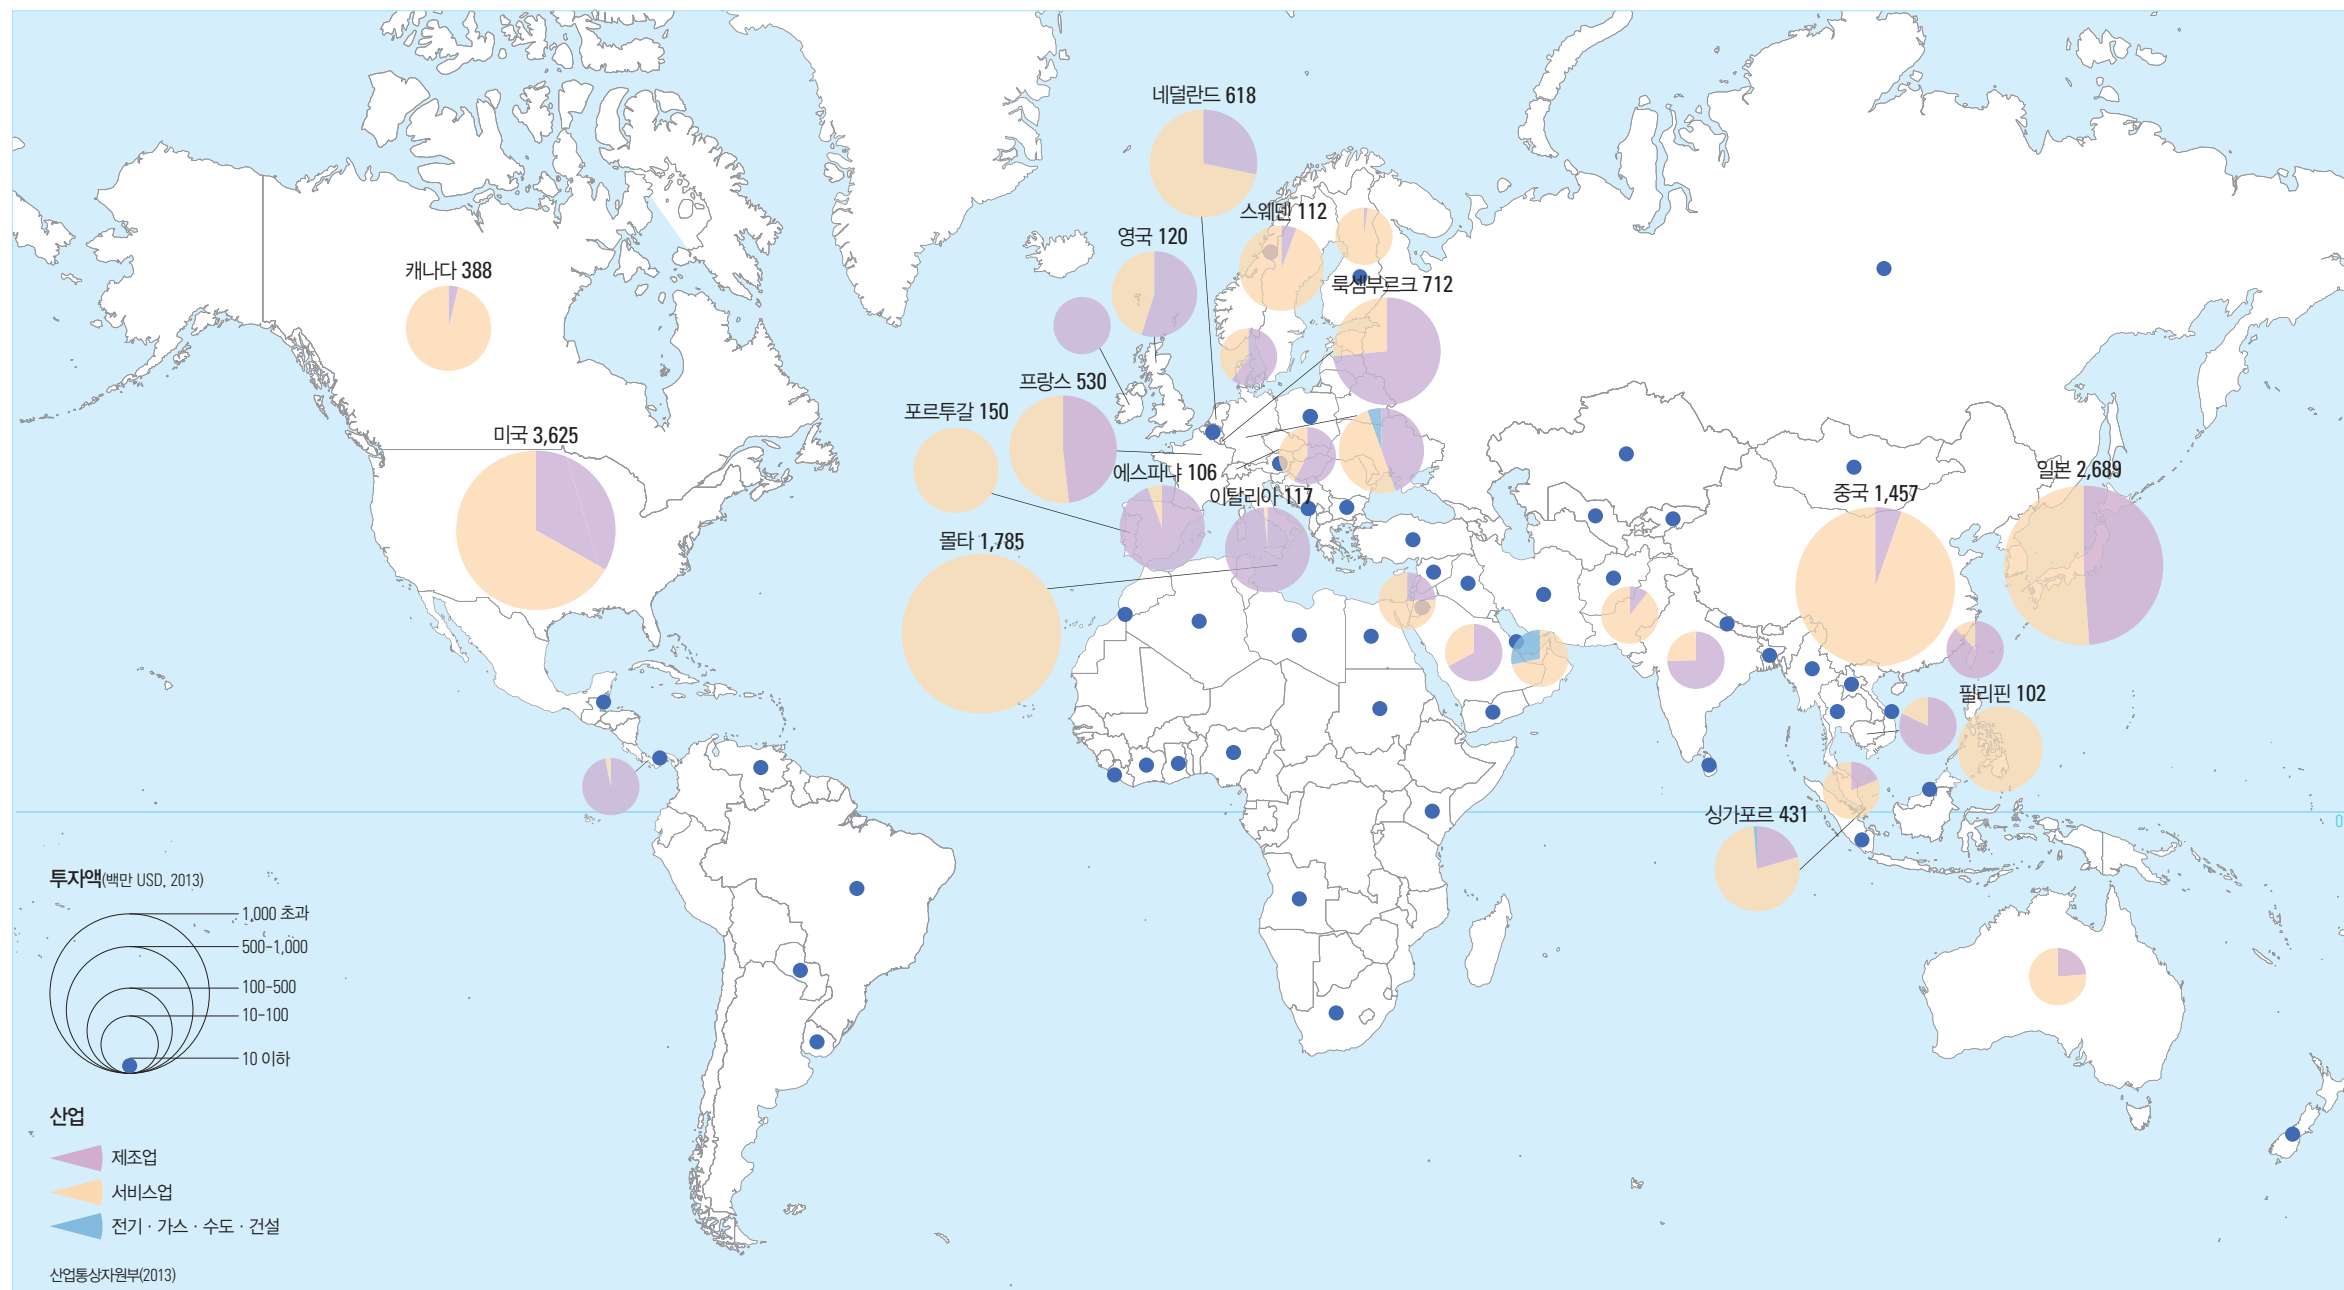 네덜란드 618
스웨덴 112
영국 120
캐나다 388
룩셈부르크 712
프랑스 530
포르투갈 150
미국 3,625
에스파냐 106
이탈리아 117
일본 2,689
중국 1,457
몰타 1,785
필리핀 102
싱가포르 431
0
투자액(백만 USD, 2013)
1,000 초과
500-1,000
100-500
10-100
10 이하
산업
제조업
서비스업
전기 · 가스 · 수도 · 건설
산업통상자원부(2013)